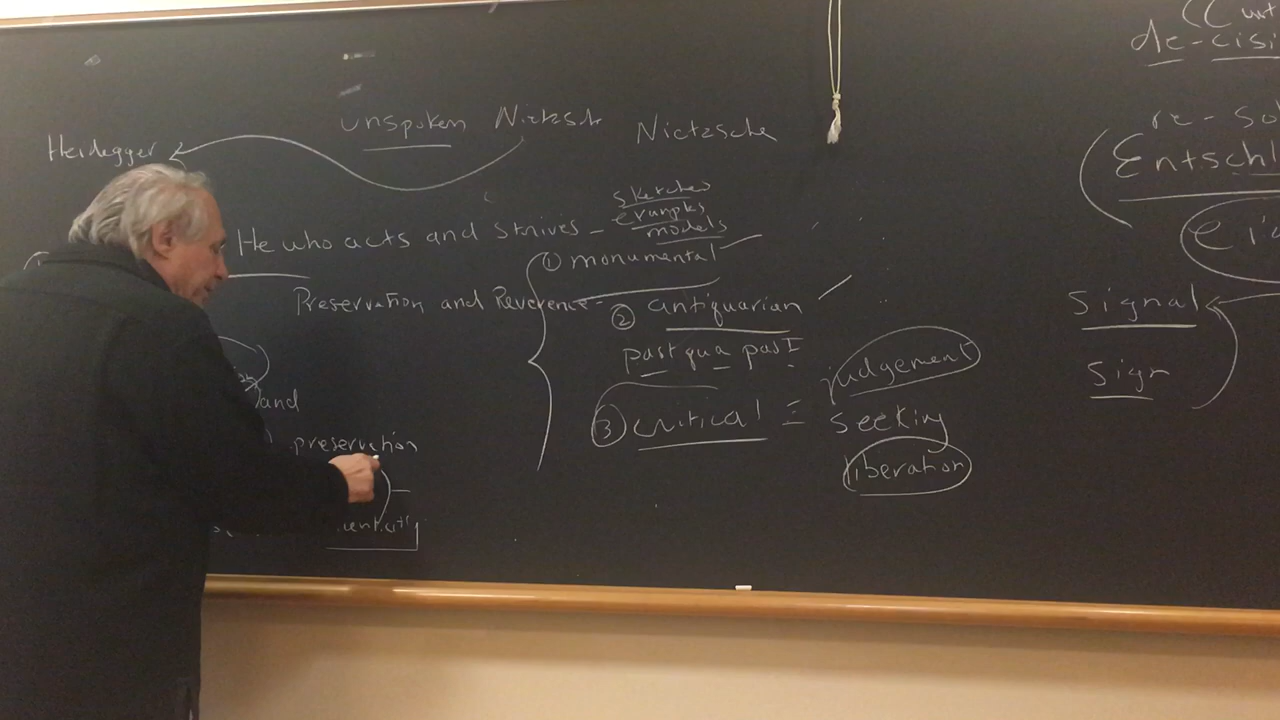 unspoken Nietzsche Nietzsche
Heidegger
He who acts and strives - sketches
examples
models
① monumental
Preservation and Reverence -
② antiquarian
past qua past
③ critical = judgement
seeking
liberation
and
preservation
de-cisi
re-so
Entschl
Signal
Sign